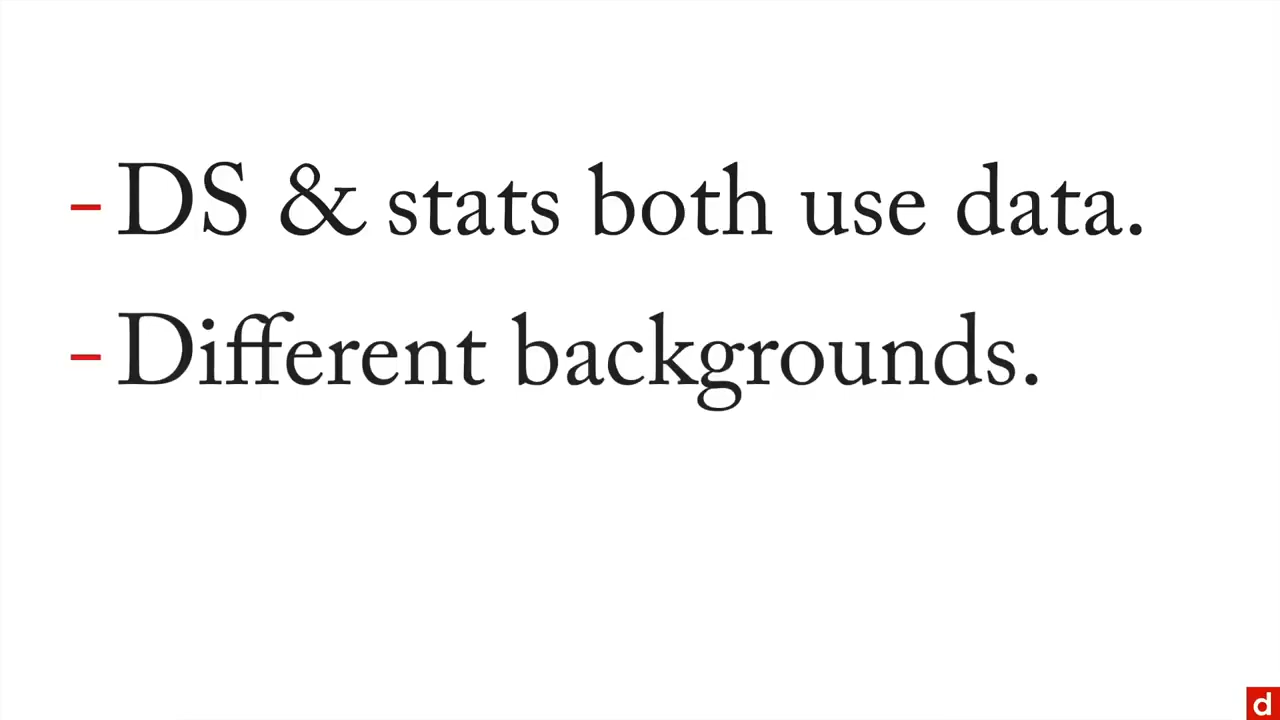 - DS & stats both use data.
- Different backgrounds.
d